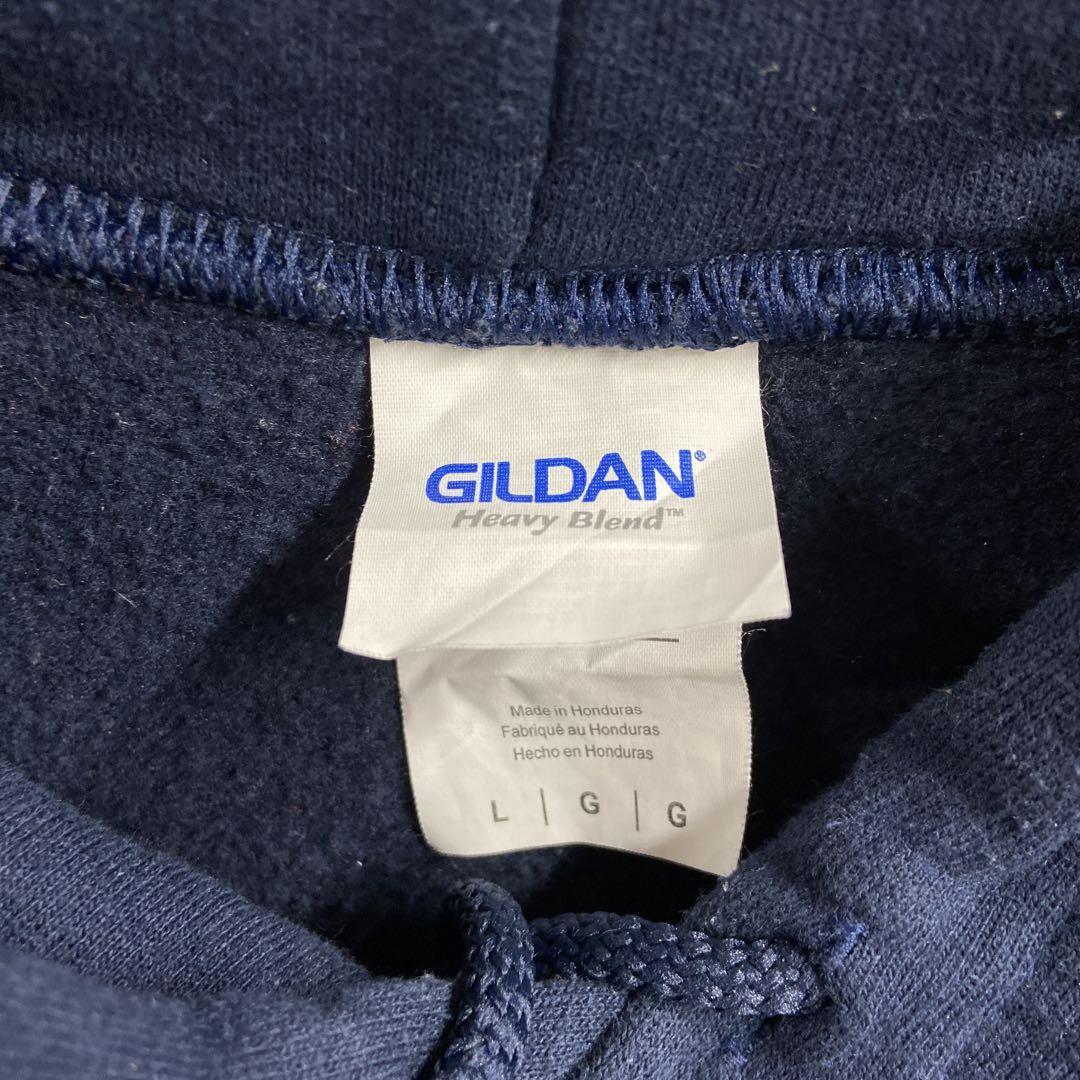 GILDAN®
Heavy Blend™
Made in Honduras
Fabriqué au Honduras
Hecho en Honduras
L | G | G